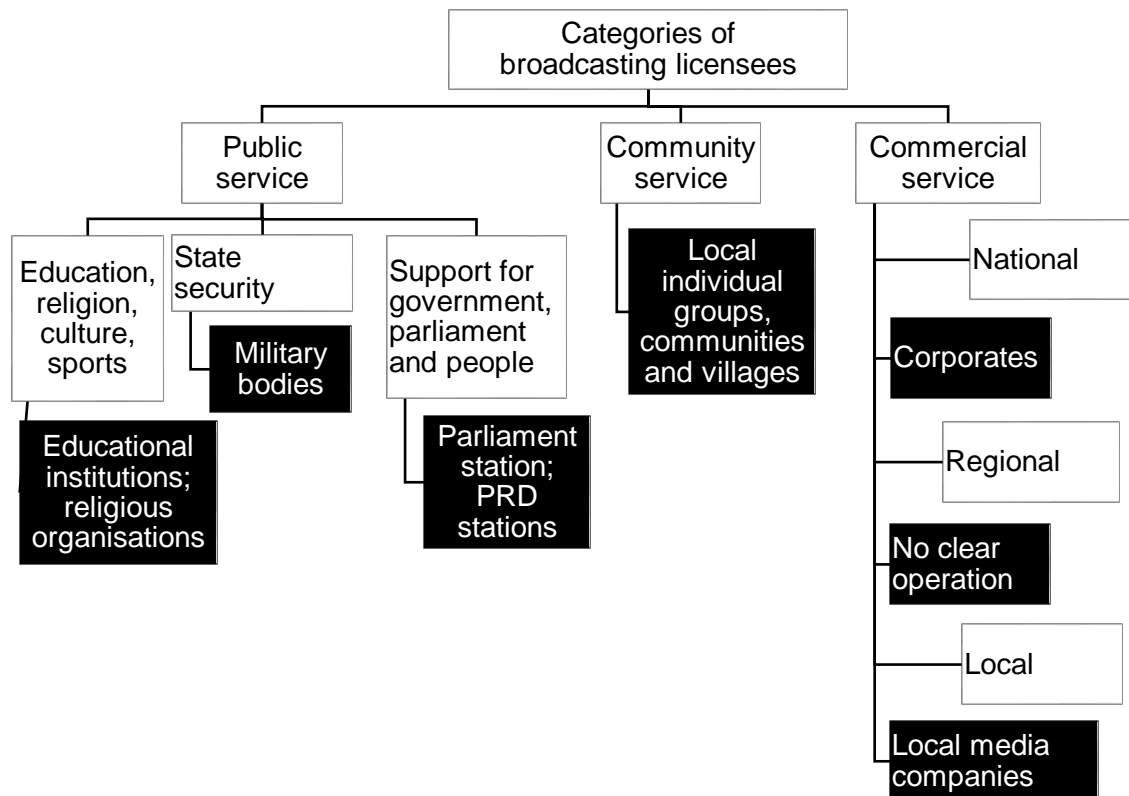 Categories of
broadcasting licensees
Public
service
Community
service
Commercial
service
Education,
religion,
culture,
sports
State
security
Support for
government,
parliament
and people
Local
individual
groups,
communities
and villages
National
Military
bodies
Corporates
Educational
institutions;
religious
organisations
Parliament
station;
PRD
stations
Regional
No clear
operation
Local
Local media
companies